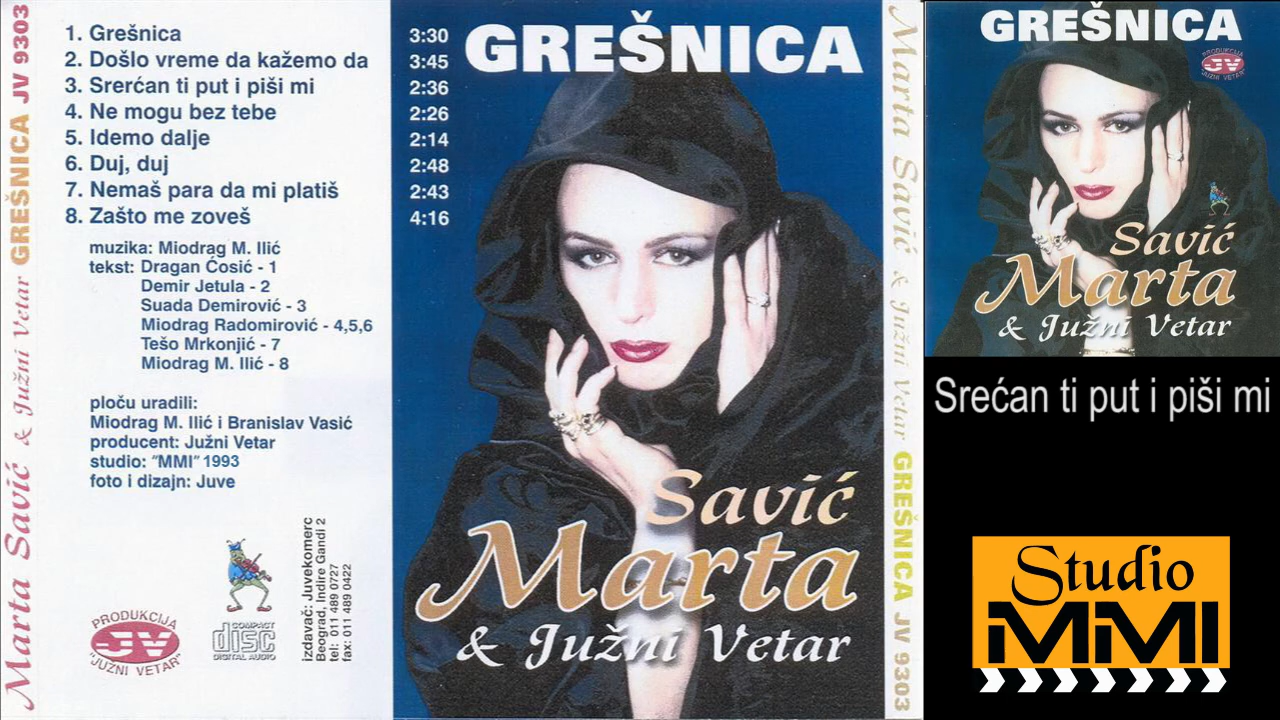 Marta Savić & Južni Vetar GREŠNICA JV 9303
1. Grešnica 3:30
2. Došlo vreme da kažemo da 3:45
3. Srerćan ti put i piši mi 2:36
4. Ne mogu bez tebe 2:26
5. Idemo dalje 2:14
6. Duj, duj 2:48
7. Nemaš para da mi platiš 2:43
8. Zašto me zoveš 4:16
muzika: Miodrag M. Ilić
tekst: Dragan Ćosić - 1
Demir Jetula - 2
Suada Demirović - 3
Miodrag Radomirović - 4,5,6
Tešo Mrkonjić - 7
Miodrag M. Ilić - 8
ploču uradili:
Miodrag M. Ilić i Branislav Vasić
producent: Južni Vetar
studio: "MMI" 1993
foto i dizajn: Juve
PRODUKCIJA
JV
"JUŽNI VETAR"
COMPACT
disc
DIGITAL AUDIO
izdavač: Juvekomerc
Beograd, Indire Gandi 2
tel: 011 489 0727
fax: 011 489 0422
GREŠNICA
Savić
Marta
& Južni Vetar
Marta Savić & Južni Vetar GREŠNICA JV 9303
GREŠNICA
PRODUKCIJA
JV
"JUŽNI VETAR"
Savić
Marta
& Južni Vetar
Srećan ti put i piši mi
Studio
MMI